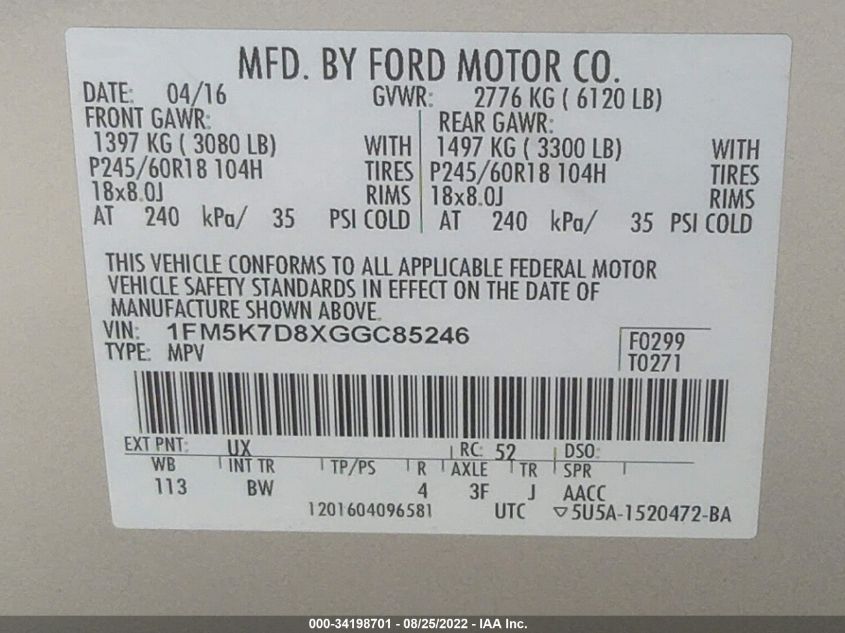 MFD. BY FORD MOTOR CO.
DATE: 04/16 GVWR: 2776 KG ( 6120 LB)
FRONT GAWR: REAR GAWR:
1397 KG ( 3080 LB) WITH 1497 KG ( 3300 LB) WITH
P245/60R18 104H TIRES P245/60R18 104H TIRES
18x8.0J RIMS 18x8.0J RIMS
AT 240 kPa/ 35 PSI COLD AT 240 kPa/ 35 PSI COLD
THIS VEHICLE CONFORMS TO ALL APPLICABLE FEDERAL MOTOR
VEHICLE SAFETY STANDARDS IN EFFECT ON THE DATE OF
MANUFACTURE SHOWN ABOVE.
VIN: 1FM5K7D8XGGC85246 F0299
TYPE: MPV T0271
EXT PNT: UX RC: 52 DSO:
WB INT TR TP/PS R AXLE TR SPR
113 BW 4 3F J AACC
1201604096581 UTC ▽5U5A-1520472-BA
000-34198701 - 08/25/2022 - IAA Inc.